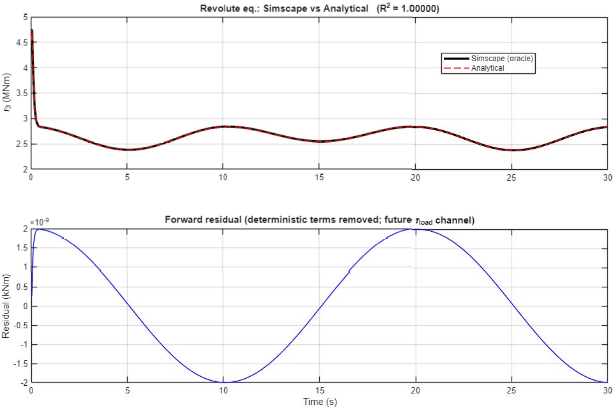 Revolute eq.: Simscape vs Analytical (R² = 1.00000)
5
4.5
4
3.5
3
2.5
2
τ₃ (MNm)
Simscape (oracle)
Analytical
0 5 10 15 20 25 30
Forward residual (deterministic terms removed; future τload channel)
×10⁻⁹
2
1.5
1
0.5
0
-0.5
-1
-1.5
-2
Residual (kNm)
0 5 10 15 20 25 30
Time (s)